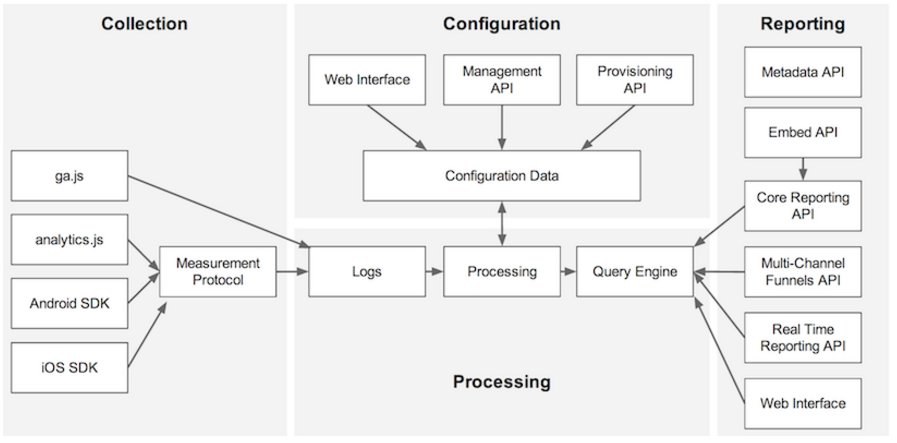 Collection
Configuration
Reporting
Web Interface
Management
API
Provisioning
API
Metadata API
Embed API
Configuration Data
ga.js
Core Reporting
API
analytics.js
Measurement
Protocol
Logs
Processing
Query Engine
Multi-Channel
Funnels API
Android SDK
Real Time
Reporting API
iOS SDK
Processing
Web Interface